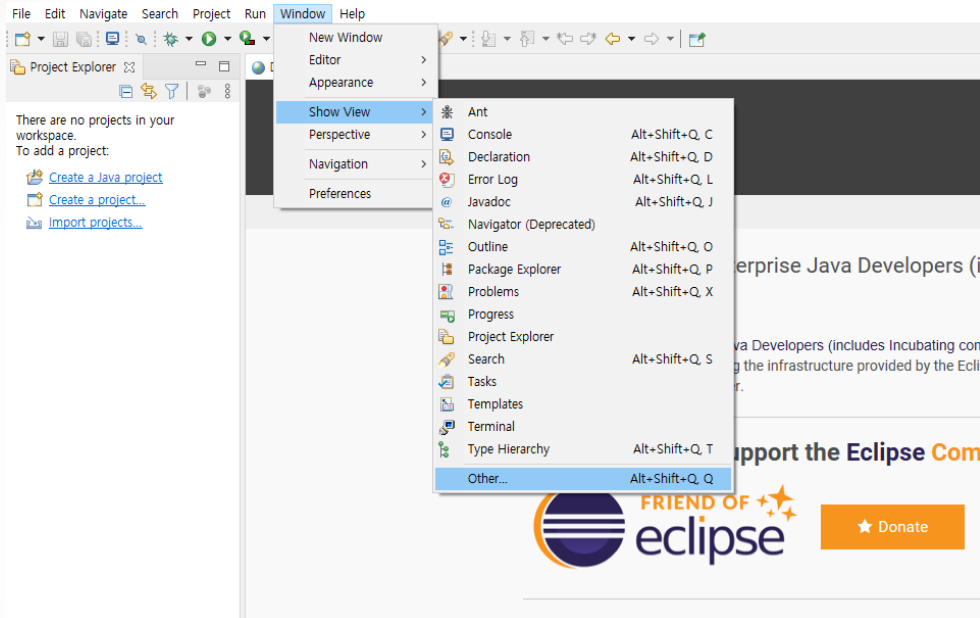 File Edit Navigate Search Project Run Window Help
Project Explorer
There are no projects in your
workspace.
To add a project:
Create a Java project
Create a project...
Import projects...
New Window
Editor
Appearance
Show View
Perspective
Navigation
Preferences
Ant
Console Alt+Shift+Q, C
Declaration Alt+Shift+Q, D
Error Log Alt+Shift+Q, L
Javadoc Alt+Shift+Q, J
Navigator (Deprecated)
Outline Alt+Shift+Q, O
Package Explorer Alt+Shift+Q, P
Problems Alt+Shift+Q, X
Progress
Project Explorer
Search Alt+Shift+Q, S
Tasks
Templates
Terminal
Type Hierarchy Alt+Shift+Q, T
Other... Alt+Shift+Q, Q
erprise Java Developers (i
va Developers (includes Incubating con
g the infrastructure provided by the Ecli
r.
upport the Eclipse Com
FRIEND OF
eclipse
Donate